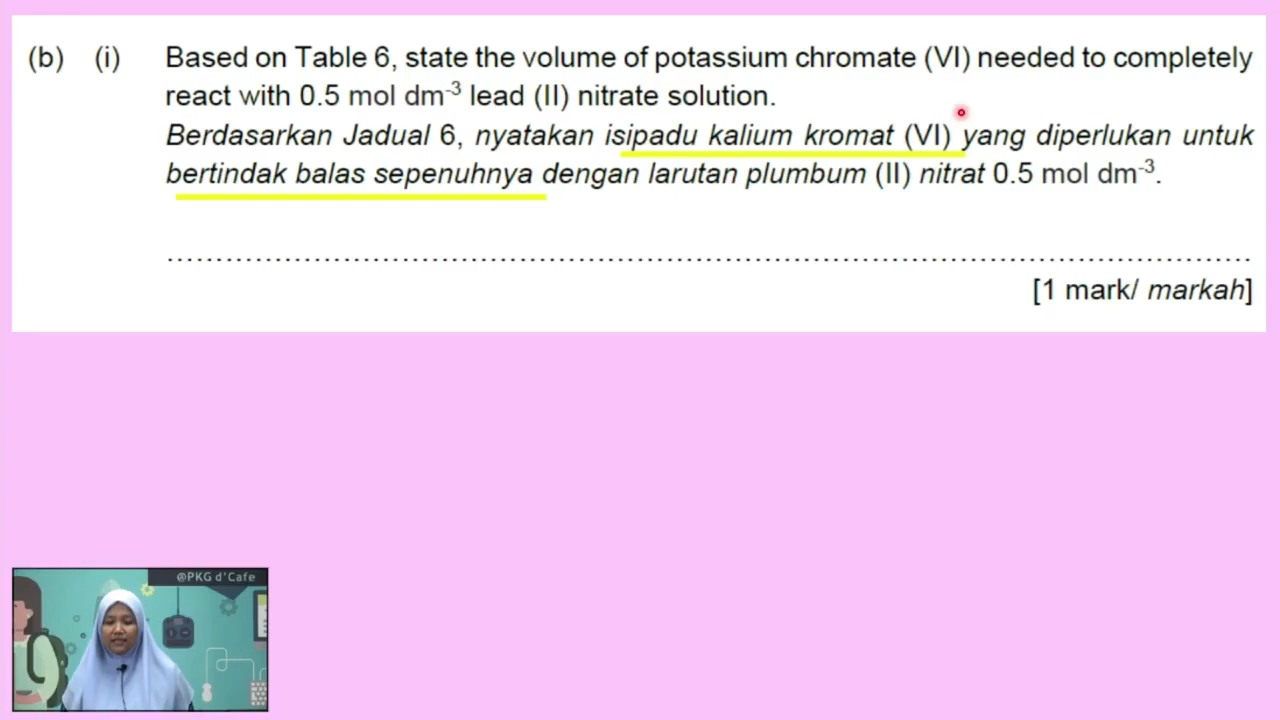 (b) (i) Based on Table 6, state the volume of potassium chromate (VI) needed to completely
react with 0.5 mol dm⁻³ lead (II) nitrate solution.
Berdasarkan Jadual 6, nyatakan isipadu kalium kromat (VI) yang diperlukan untuk
bertindak balas sepenuhnya dengan larutan plumbum (II) nitrat 0.5 mol dm⁻³.
........................................................................................................
[1 mark/ markah]
@PKG d'Cafe